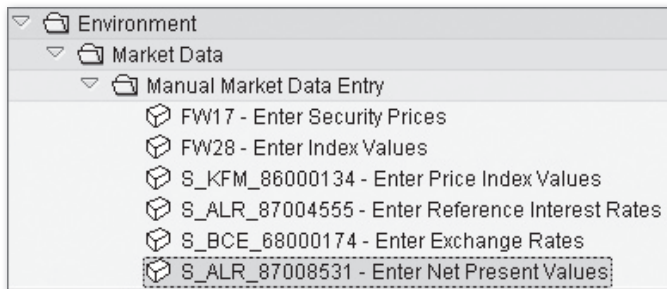 Environment
Market Data
Manual Market Data Entry
FW17 - Enter Security Prices
FW28 - Enter Index Values
S_KFM_86000134 - Enter Price Index Values
S_ALR_87004555 - Enter Reference Interest Rates
S_BCE_68000174 - Enter Exchange Rates
S_ALR_87008531 - Enter Net Present Values